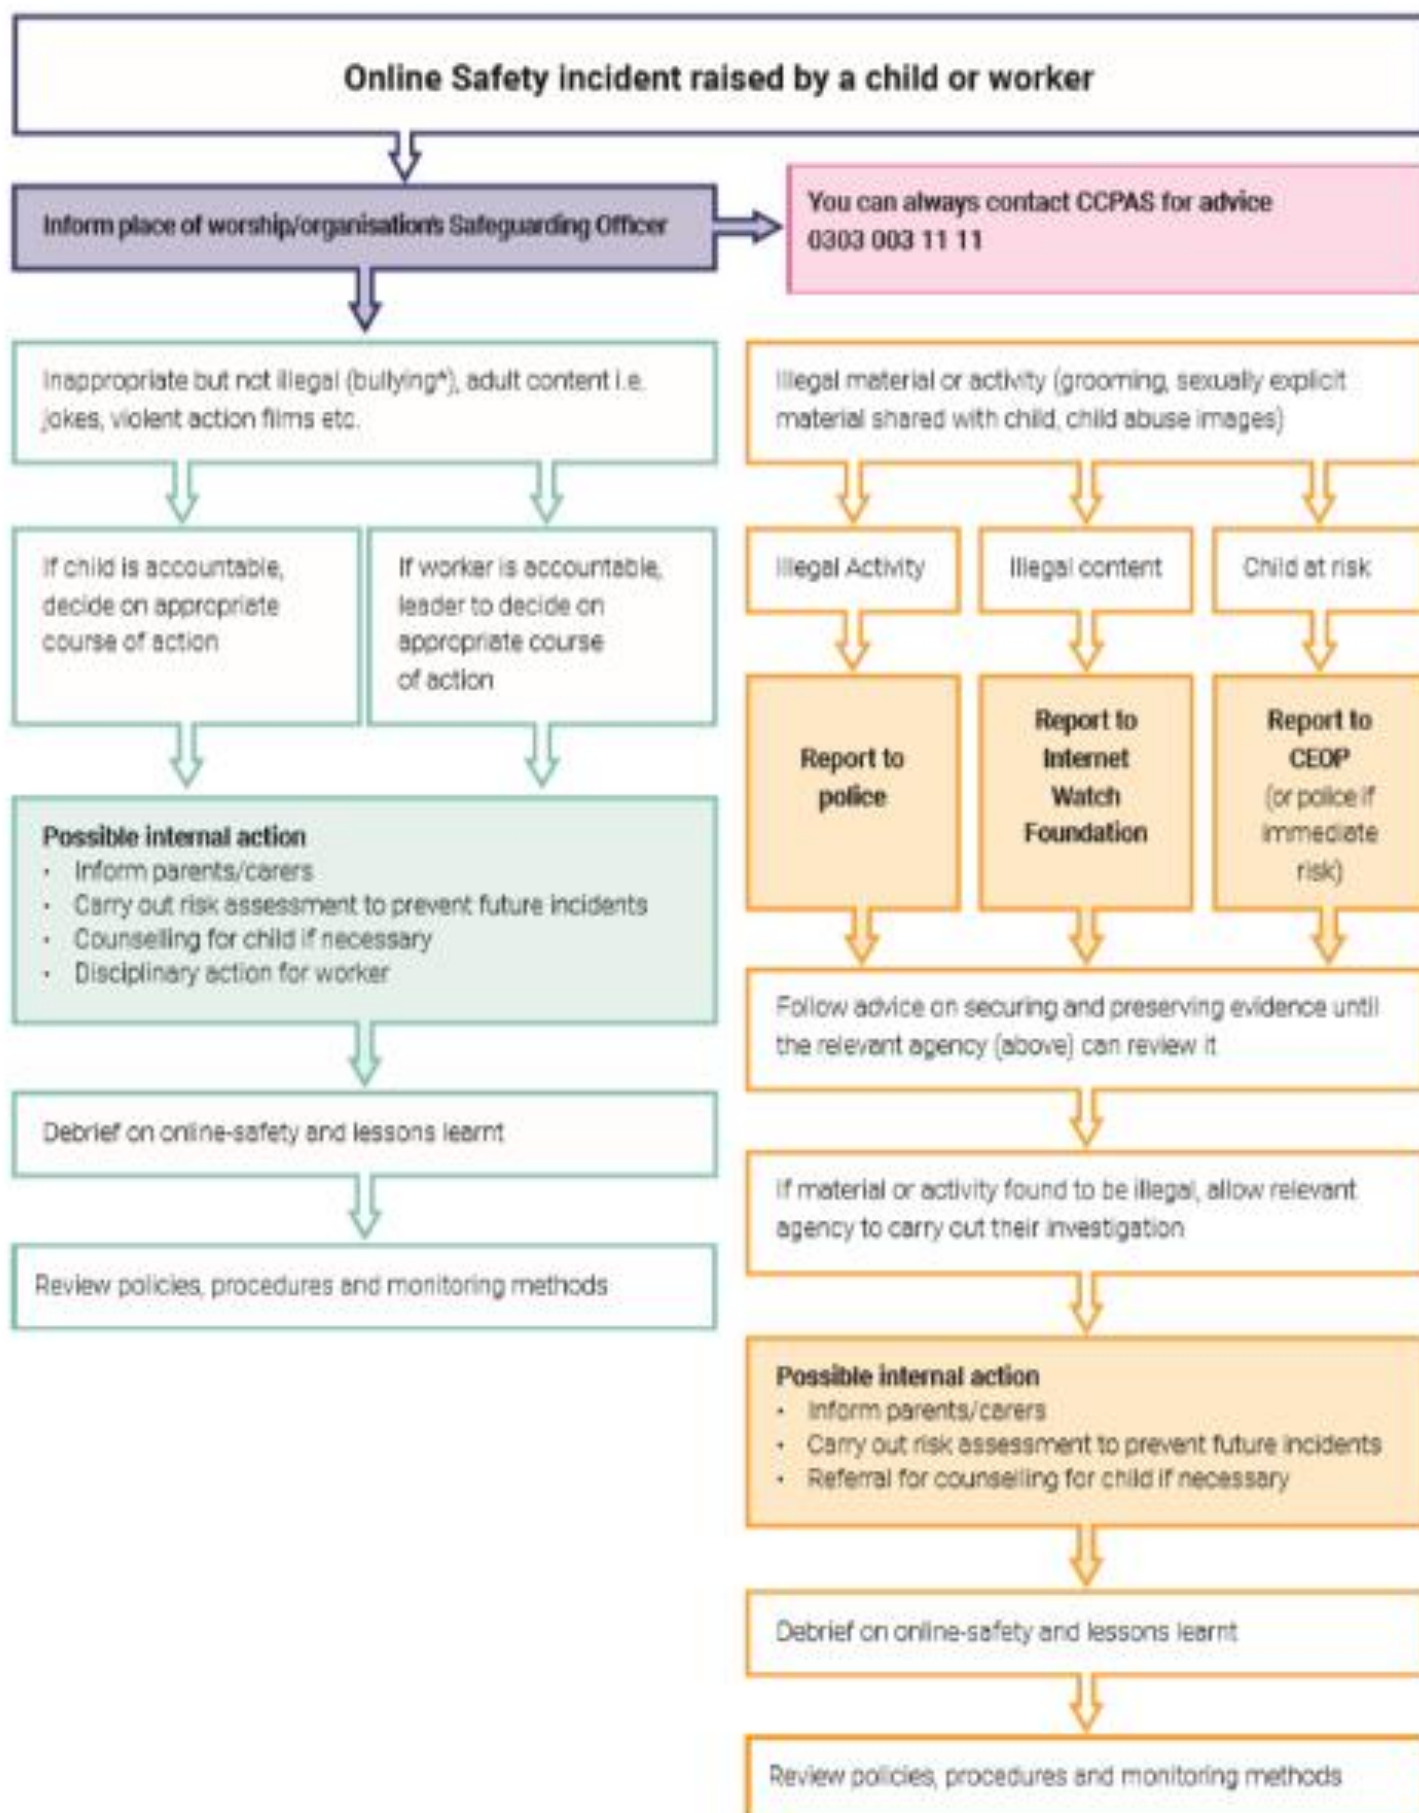 Online Safety incident raised by a child or worker
Inform place of worship/organisation's Safeguarding Officer
You can always contact CCPAS for advice
0303 003 11 11
Inappropriate but not illegal (bullying*), adult content i.e.
jokes, violent action films etc.
If child is accountable,
decide on appropriate
course of action
If worker is accountable,
leader to decide on
appropriate course
of action
Possible internal action
• Inform parents/carers
• Carry out risk assessment to prevent future incidents
• Counselling for child if necessary
• Disciplinary action for worker
Debrief on online-safety and lessons learnt
Review policies, procedures and monitoring methods
Illegal material or activity (grooming, sexually explicit
material shared with child, child abuse images)
Illegal Activity
Illegal content
Child at risk
Report to
police
Report to
Internet
Watch
Foundation
Report to
CEOP
(or police if
immediate
risk)
Follow advice on securing and preserving evidence until
the relevant agency (above) can review it
If material or activity found to be illegal, allow relevant
agency to carry out their investigation
Possible internal action
• Inform parents/carers
• Carry out risk assessment to prevent future incidents
• Referral for counselling for child if necessary
Debrief on online-safety and lessons learnt
Review policies, procedures and monitoring methods